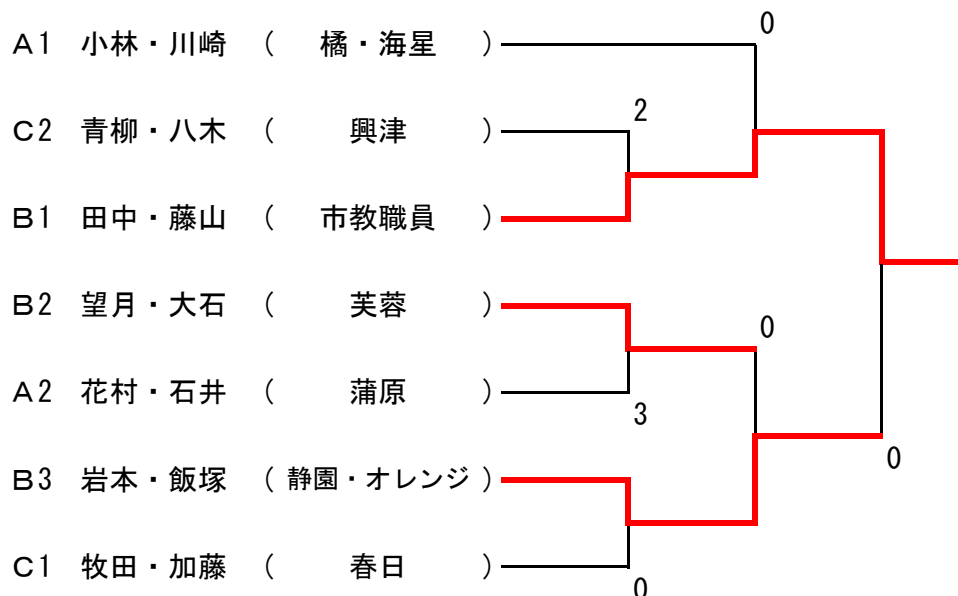 0
A1 小林・川崎 ( 橘・海星 )
2
C2 青柳・八木 ( 興津 )
B1 田中・藤山 ( 市教職員 )
B2 望月・大石 ( 芙蓉 )
0
A2 花村・石井 ( 蒲原 )
3
0
B3 岩本・飯塚 ( 静園・オレンジ )
C1 牧田・加藤 ( 春日 )
0